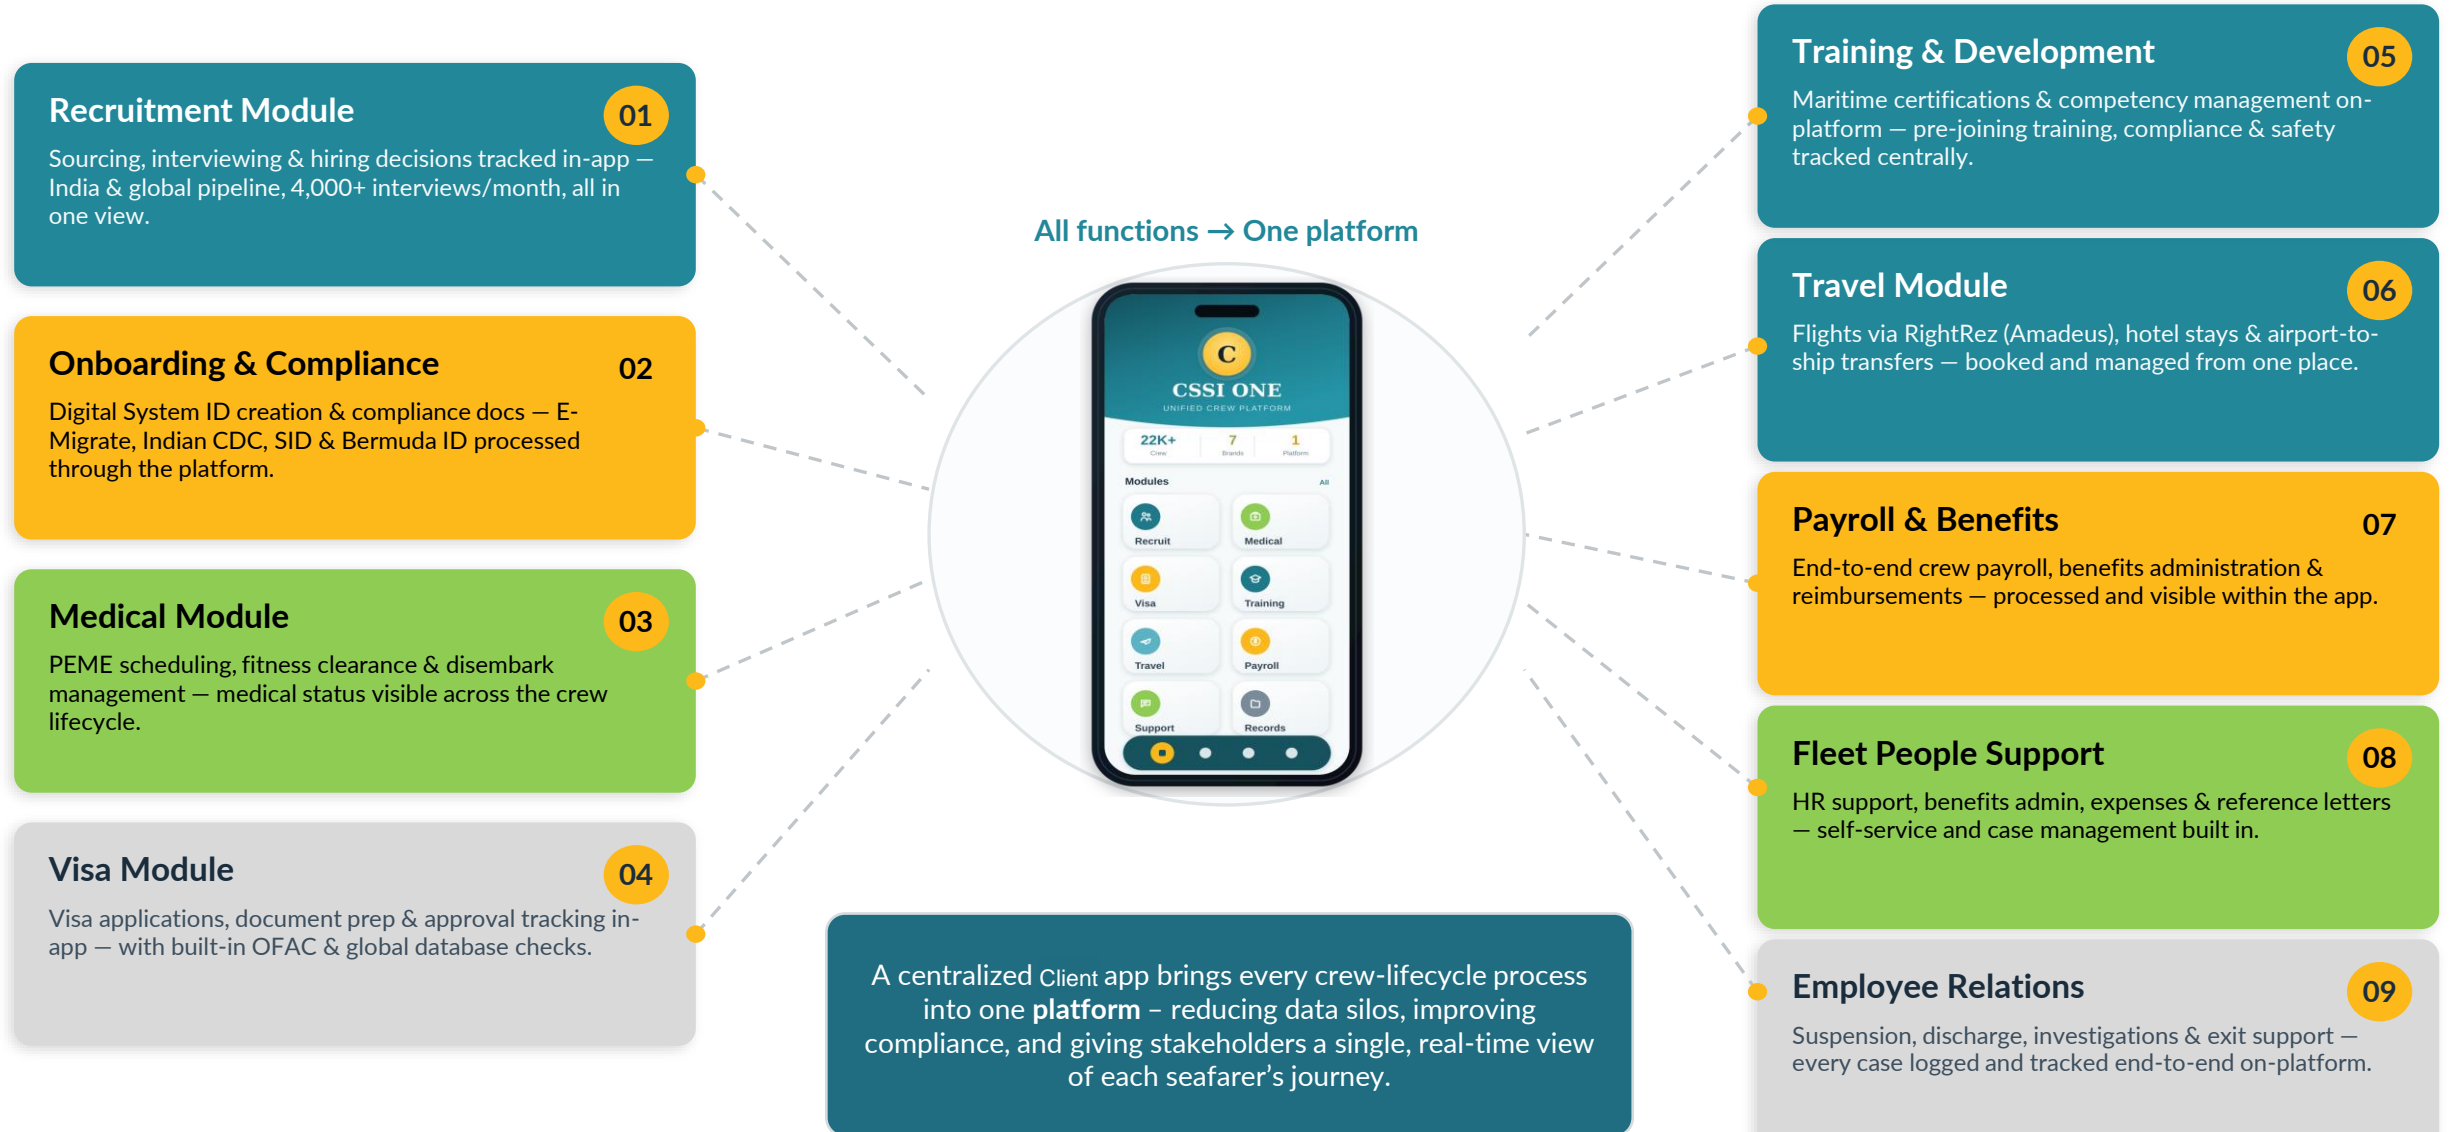 Recruitment Module
01
Sourcing, interviewing & hiring decisions tracked in-app —
India & global pipeline, 4,000+ interviews/month, all in
one view.
Onboarding & Compliance
02
Digital System ID creation & compliance docs — E-
Migrate, Indian CDC, SID & Bermuda ID processed
through the platform.
Medical Module
03
PEME scheduling, fitness clearance & disembark
management — medical status visible across the crew
lifecycle.
Visa Module
04
Visa applications, document prep & approval tracking in-
app — with built-in OFAC & global database checks.
All functions → One platform
C
CSSI ONE
UNIFIED CREW PLATFORM
22K+ 7 1
Crew Brands Platform
Modules All
Recruit Medical
Visa Training
Travel Payroll
Support Records
A centralized Client app brings every crew-lifecycle process
into one platform – reducing data silos, improving
compliance, and giving stakeholders a single, real-time view
of each seafarer’s journey.
Training & Development
05
Maritime certifications & competency management on-
platform — pre-joining training, compliance & safety
tracked centrally.
Travel Module
06
Flights via RightRez (Amadeus), hotel stays & airport-to-
ship transfers — booked and managed from one place.
Payroll & Benefits
07
End-to-end crew payroll, benefits administration &
reimbursements — processed and visible within the app.
Fleet People Support
08
HR support, benefits admin, expenses & reference letters
— self-service and case management built in.
Employee Relations
09
Suspension, discharge, investigations & exit support —
every case logged and tracked end-to-end on-platform.